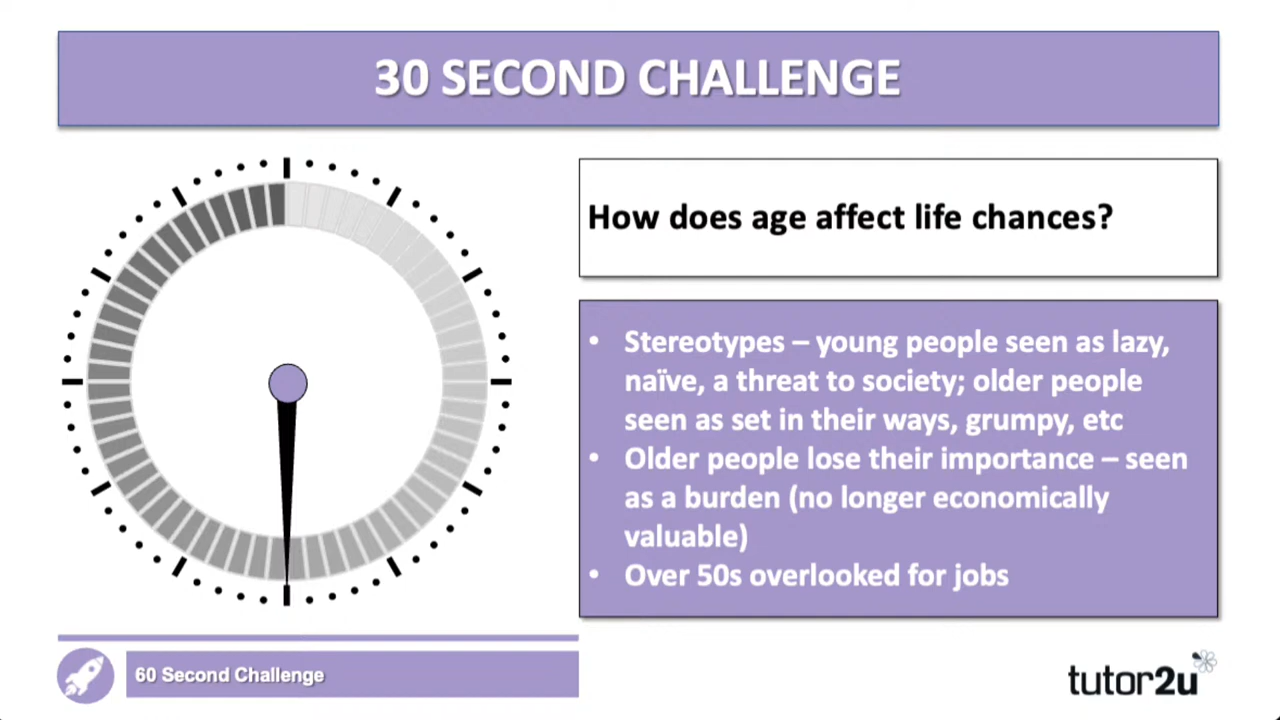 30 SECOND CHALLENGE
How does age affect life chances?
• Stereotypes – young people seen as lazy,
naïve, a threat to society; older people
seen as set in their ways, grumpy, etc
• Older people lose their importance – seen
as a burden (no longer economically
valuable)
• Over 50s overlooked for jobs
60 Second Challenge
tutor2u